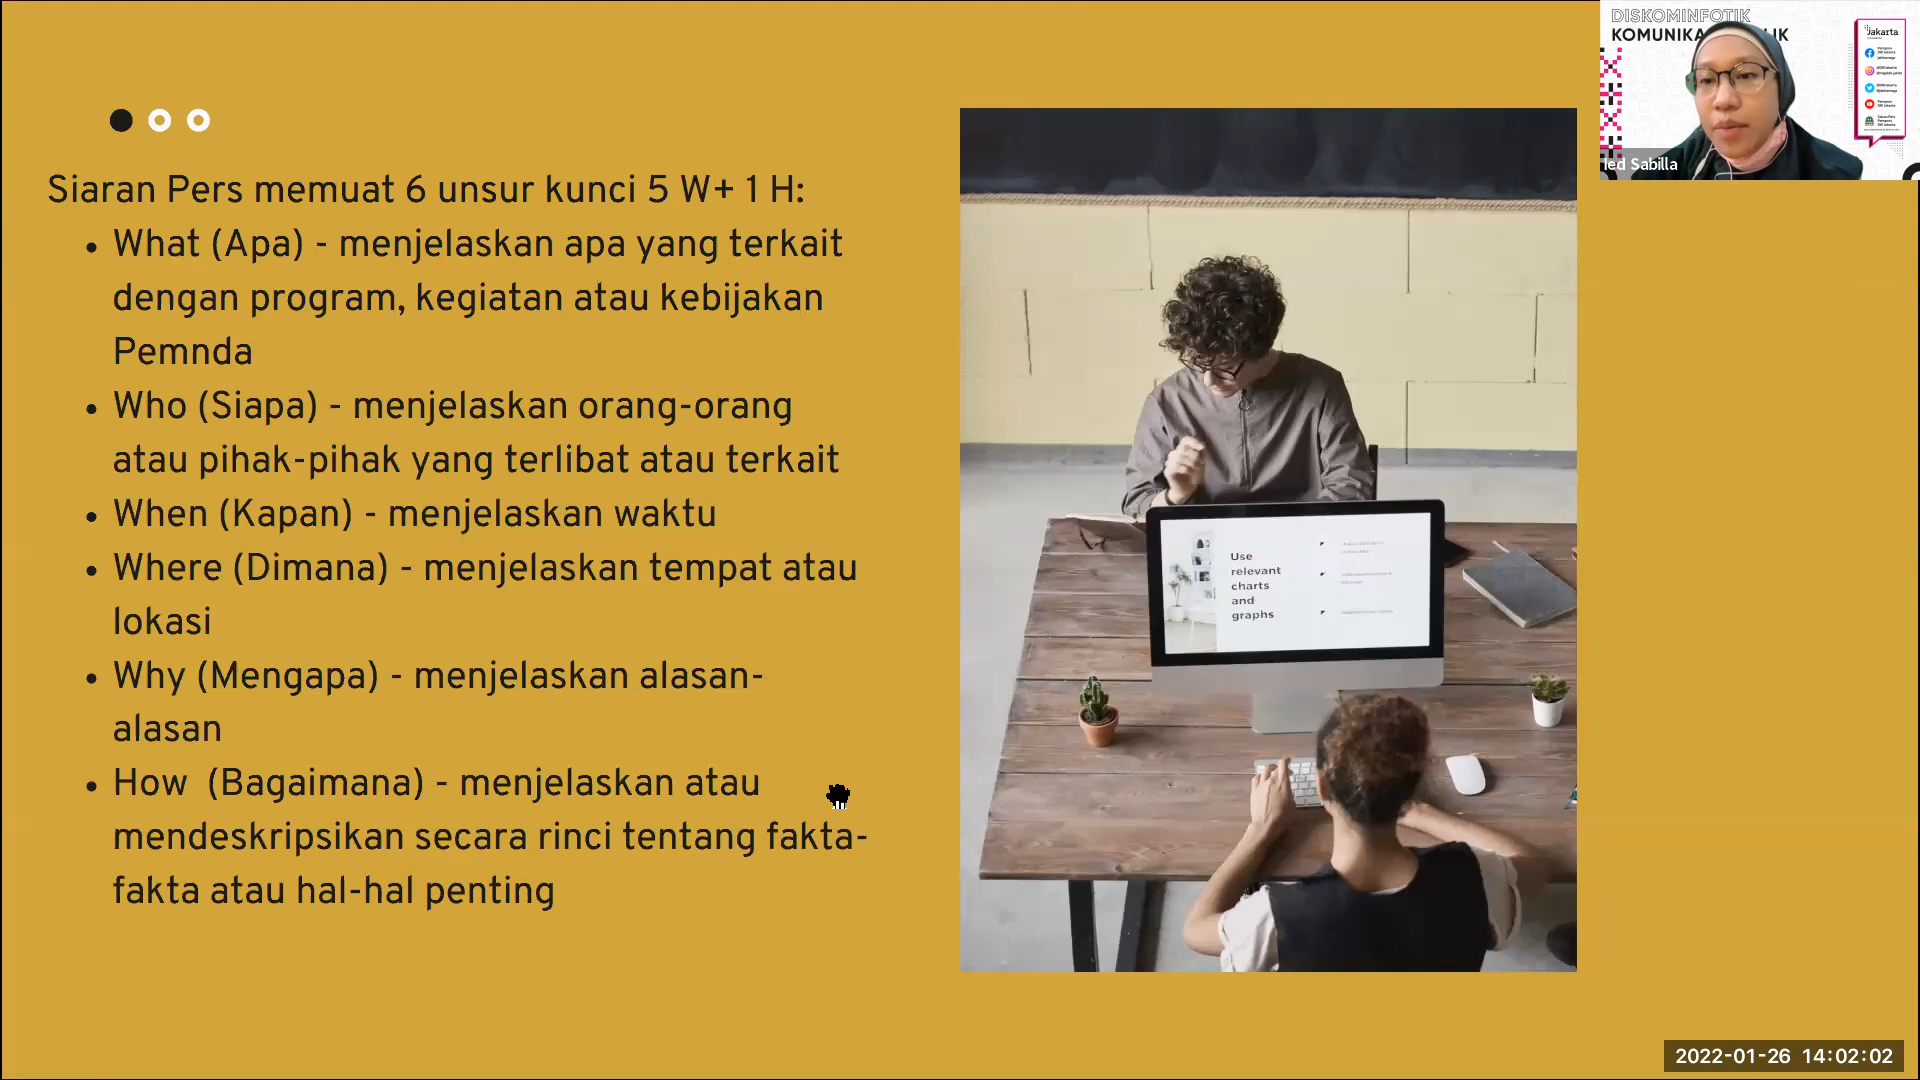 Siaran Pers memuat 6 unsur kunci 5 W+ 1 H:
• What (Apa) - menjelaskan apa yang terkait
dengan program, kegiatan atau kebijakan
Pemnda
• Who (Siapa) - menjelaskan orang-orang
atau pihak-pihak yang terlibat atau terkait
• When (Kapan) - menjelaskan waktu
• Where (Dimana) - menjelaskan tempat atau
lokasi
• Why (Mengapa) - menjelaskan alasan-
alasan
• How (Bagaimana) - menjelaskan atau
mendeskripsikan secara rinci tentang fakta-
fakta atau hal-hal penting
Use
relevant
charts
and
graphs
DISKOMINFOTIK
Jakarta
Ied Sabilla
2022-01-26 14:02:02